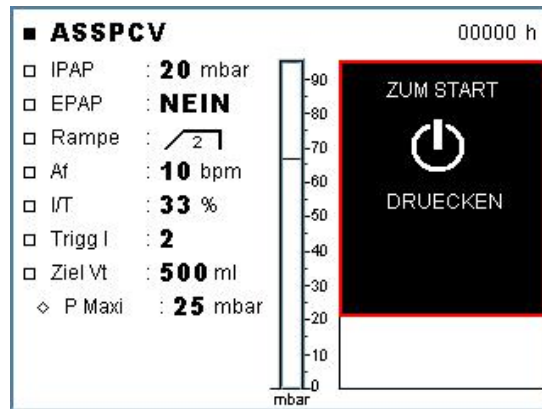 ASSPCV 00000 h
IPAP : 20 mbar
EPAP : NEIN
Rampe : 2
Af : 10 bpm
I/T : 33 %
Trigg I : 2
Ziel Vt : 500 ml
P Maxi : 25 mbar
90
80
70
60
50
40
30
20
10
0
mbar
ZUM START
DRUECKEN